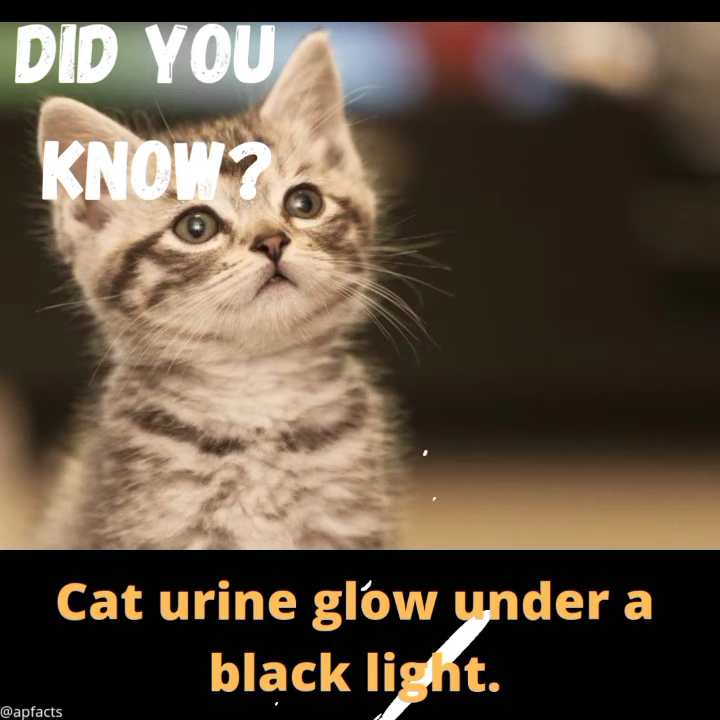 DID YOU
KNOW?
Cat urine glow under a
black light.
@apfacts